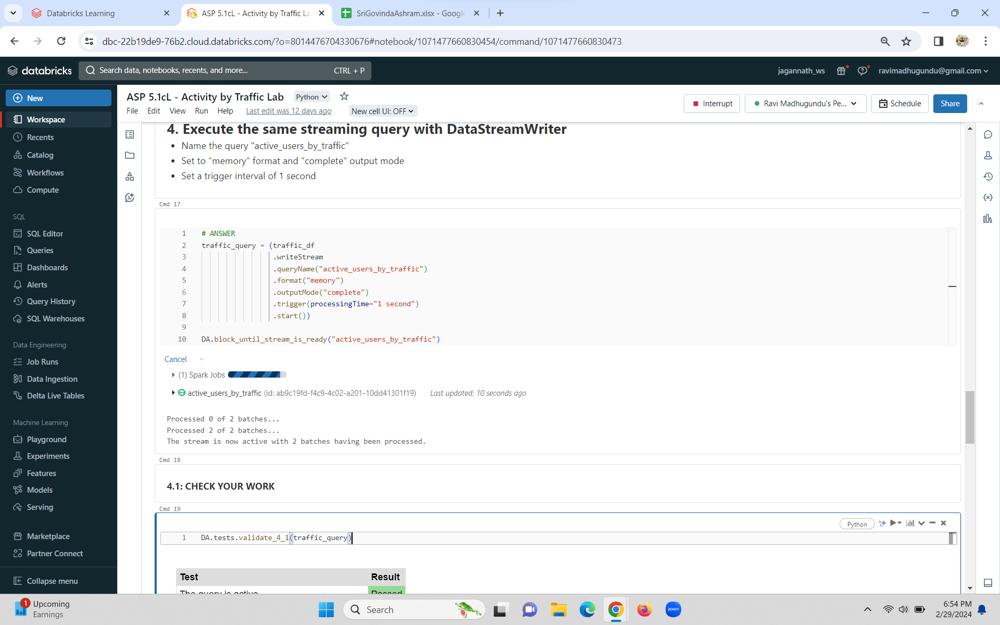 Databricks Learning
ASP 5.1cL - Activity by Traffic La
SriGovindaAshram.xlsx - Google
dbc-22b19de9-76b2.cloud.databricks.com/?o=8014476704330676#notebook/1071477660830454/command/1071477660830473
databricks
Search data, notebooks, recents, and more...
CTRL + P
jagannath_ws
ravimadhugundu@gmail.com
New
Workspace
Recents
Catalog
Workflows
Compute
SQL
SQL Editor
Queries
Dashboards
Alerts
Query History
SQL Warehouses
Data Engineering
Job Runs
Data Ingestion
Delta Live Tables
Machine Learning
Playground
Experiments
Features
Models
Serving
Marketplace
Partner Connect
Collapse menu
ASP 5.1cL - Activity by Traffic Lab
Python
File Edit View Run Help
Last edit was 12 days ago
New cell UI: OFF
Interrupt
Ravi Madhugundu's Pe...
Schedule
Share
4. Execute the same streaming query with DataStreamWriter
• Name the query "active_users_by_traffic"
• Set to "memory" format and "complete" output mode
• Set a trigger interval of 1 second
Cmd 17
1 # ANSWER
2 traffic_query = (traffic_df
3 .writeStream
4 .queryName("active_users_by_traffic")
5 .format("memory")
6 .outputMode("complete")
7 .trigger(processingTime="1 second")
8 .start())
9
10 DA.block_until_stream_is_ready("active_users_by_traffic")
Cancel
(1) Spark Jobs
active_users_by_traffic (id: ab9c19fd-f4c9-4c02-a201-10dd41301f19) Last updated: 10 seconds ago
Processed 0 of 2 batches...
Processed 2 of 2 batches...
The stream is now active with 2 batches having been processed.
Cmd 18
4.1: CHECK YOUR WORK
Cmd 19
Python
1 DA.tests.validate_4_1(traffic_query)
Test Result
The query is active Passed
1
Upcoming
Earnings
Search
zoom
6:54 PM
2/29/2024